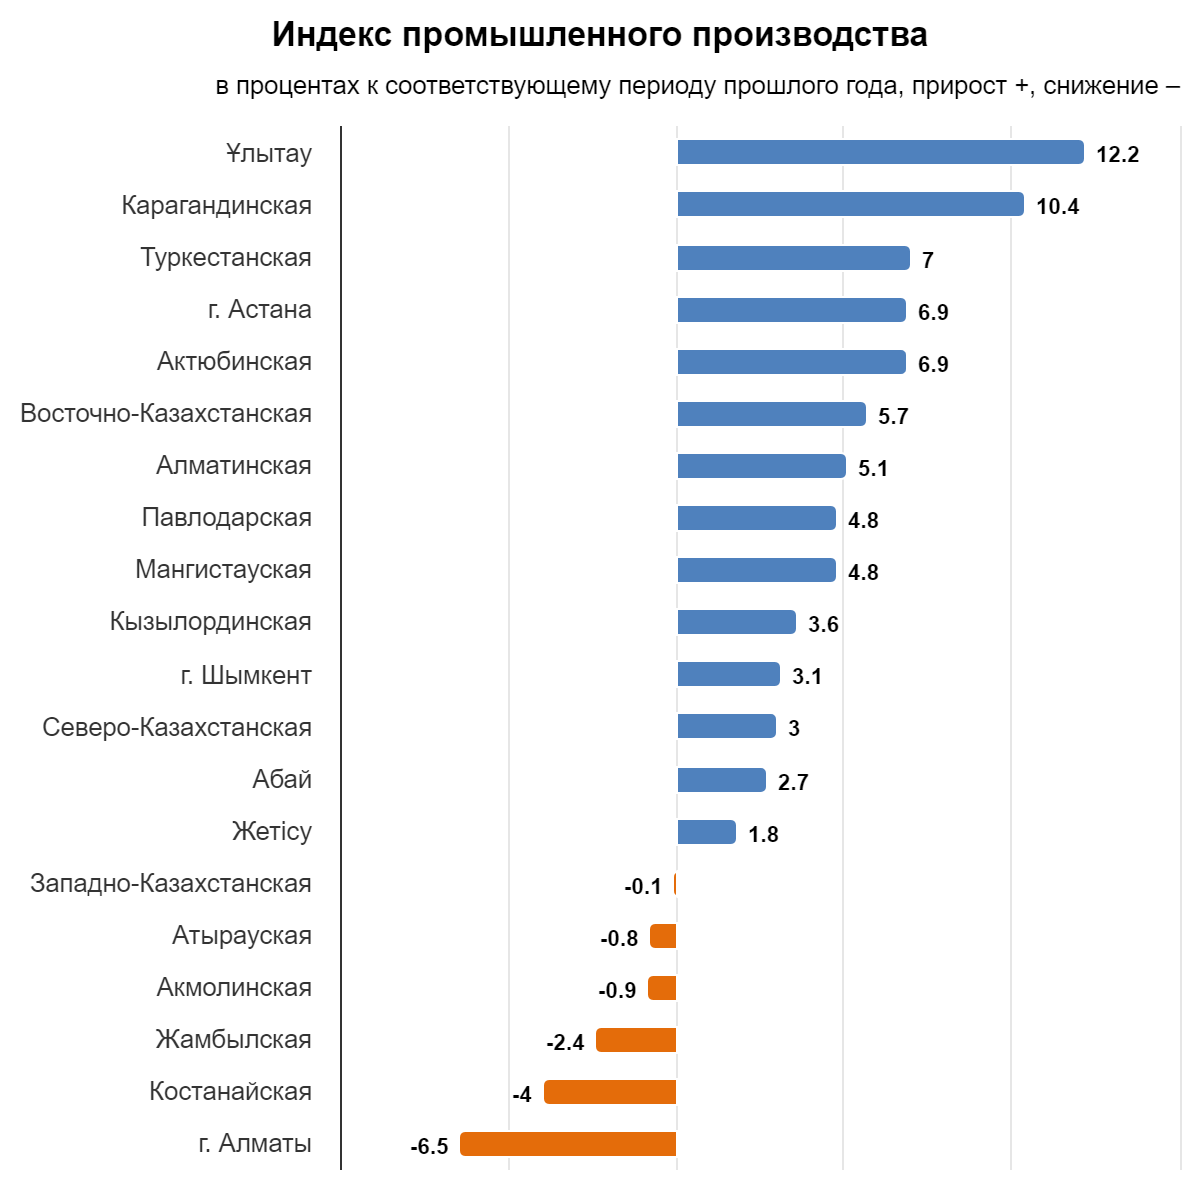 Индекс промышленного производства
в процентах к соответствующему периоду прошлого года, прирост +, снижение –
Ұлытау 12.2
Карагандинская 10.4
Туркестанская 7
г. Астана 6.9
Актюбинская 6.9
Восточно-Казахстанская 5.7
Алматинская 5.1
Павлодарская 4.8
Мангистауская 4.8
Кызылординская 3.6
г. Шымкент 3.1
Северо-Казахстанская 3
Абай 2.7
Жетісу 1.8
Западно-Казахстанская -0.1
Атырауская -0.8
Акмолинская -0.9
Жамбылская -2.4
Костанайская -4
г. Алматы -6.5